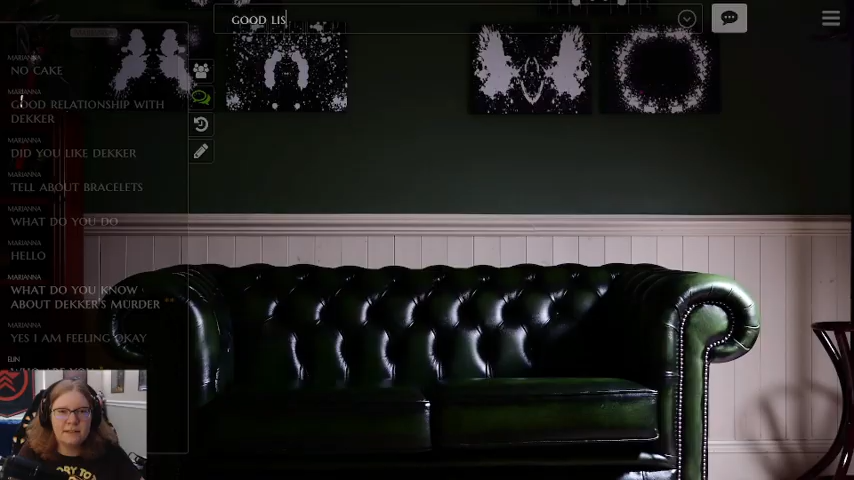 GOOD LIS
MARIANNA
NO CAKE
MARIANNA
GOOD RELATIONSHIP WITH
DEKKER
MARIANNA
DID YOU LIKE DEKKER
MARIANNA
TELL ABOUT BRACELETS
MARIANNA
WHAT DO YOU DO
MARIANNA
HELLO
MARIANNA
WHAT DO YOU KNOW
ABOUT DEKKER'S MURDER **
MARIANNA
YES I AM FEELING OKAY
ELIN